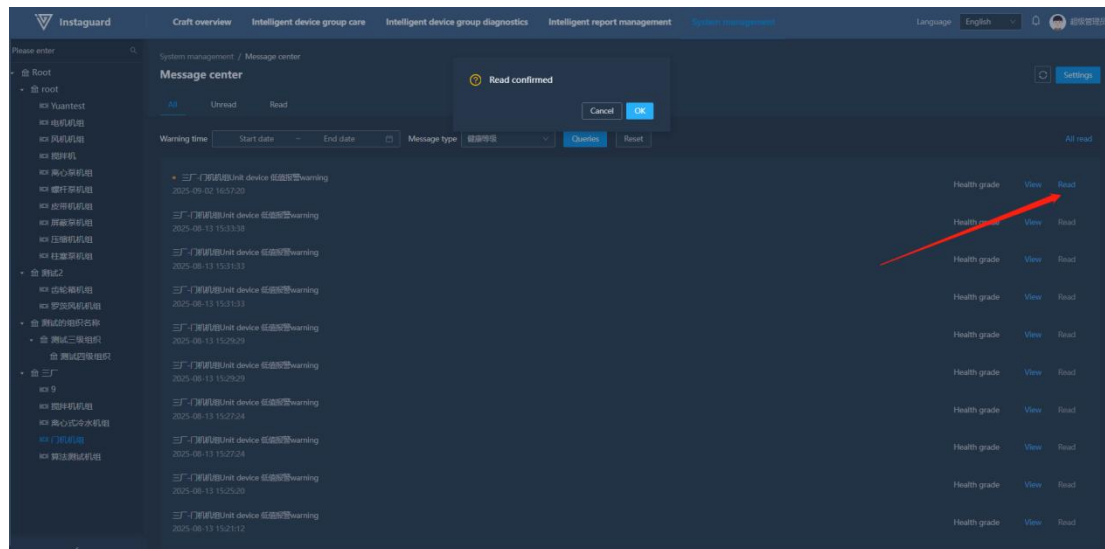 Instaguard
Craft overview Intelligent device group care Intelligent device group diagnostics Intelligent report management System management
Language English 超级管理员
Please enter
System management / Message center
Message center
Settings
Read confirmed
Cancel OK
All Unread Read
Warning time Start date ~ End date Message type 健康等级 Queries Reset All read
Root
root
Yuantest
电机机组
风机机组
搅拌机
离心泵机组
螺杆泵机组
皮带机机组
屏蔽泵机组
压缩机机组
柱塞泵机组
测试2
齿轮箱机组
罗茨风机机组
测试的组织名称
测试三级组织
测试四级组织
三厂
9
搅拌机机组
离心式冷水机组
门机机组
算法测试机组
三厂-门机机组Unit device 低值报警warning
2025-09-02 16:57:20
Health grade View Read
三厂-门机机组Unit device 低值报警warning
2025-08-13 15:33:38
Health grade View Read
三厂-门机机组Unit device 低值报警warning
2025-08-13 15:31:33
Health grade View Read
三厂-门机机组Unit device 低值报警warning
2025-08-13 15:31:33
Health grade View Read
三厂-门机机组Unit device 低值报警warning
2025-08-13 15:29:29
Health grade View Read
三厂-门机机组Unit device 低值报警warning
2025-08-13 15:29:29
Health grade View Read
三厂-门机机组Unit device 低值报警warning
2025-08-13 15:27:24
Health grade View Read
三厂-门机机组Unit device 低值报警warning
2025-08-13 15:27:24
Health grade View Read
三厂-门机机组Unit device 低值报警warning
2025-08-13 15:25:20
Health grade View Read
三厂-门机机组Unit device 低值报警warning
2025-08-13 15:21:12
Health grade View Read